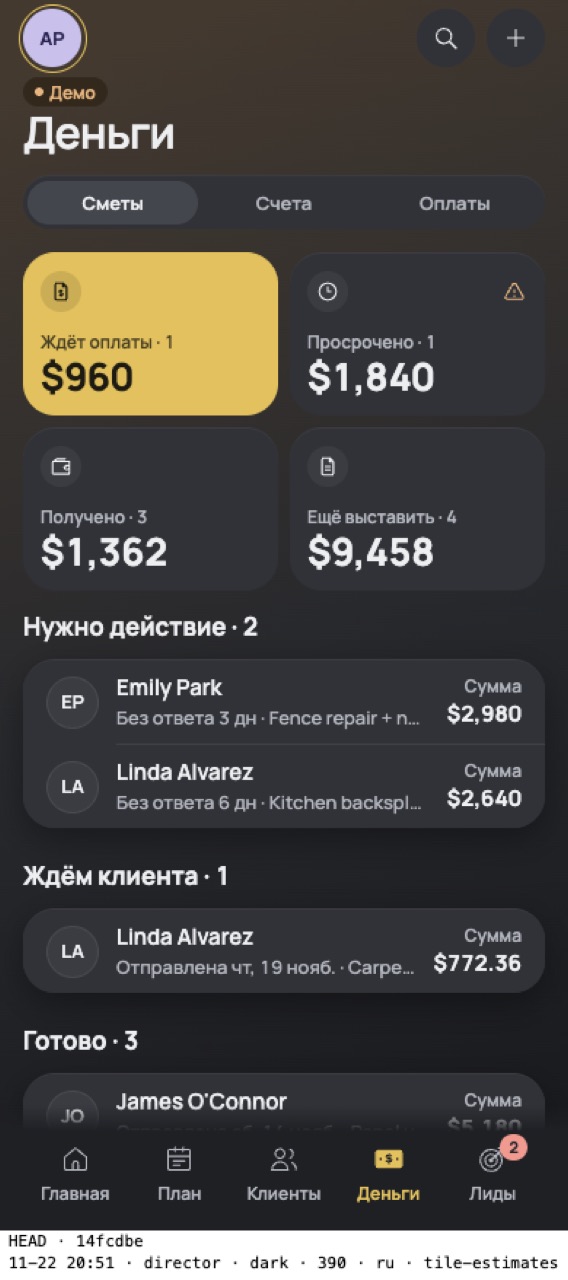 AP
Демо
Деньги
Сметы Счета Оплаты
Ждёт оплаты · 1
$960
Просрочено · 1
$1,840
Получено · 3
$1,362
Ещё выставить · 4
$9,458
Нужно действие · 2
EP
Emily Park
Без ответа 3 дн · Fence repair + n...
Сумма
$2,980
LA
Linda Alvarez
Без ответа 6 дн · Kitchen backspl...
Сумма
$2,640
Ждём клиента · 1
LA
Linda Alvarez
Отправлена чт, 19 нояб. · Carpe...
Сумма
$772.36
Готово · 3
JO
James O'Connor
Сумма
$5,180
2
Главная План Клиенты Деньги Лиды
HEAD · 14fcdbe
11-22 20:51 · director · dark · 390 · ru · tile-estimates